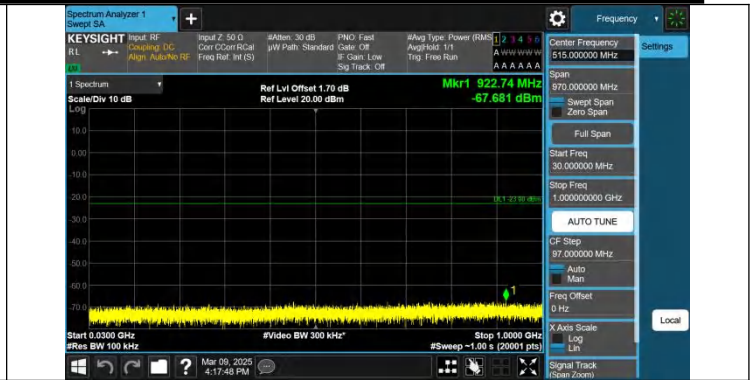 Spectrum Analyzer 1
Swept SA
+
Frequency
KEYSIGHT
RL
Input: RF
Coupling: DC
Align: Auto/No RF
Input Z: 50 Ω
Corr CCorr RCal
Freq Ref: Int (S)
#Atten: 30 dB
µW Path: Standard
PNO: Fast
Gate: Off
IF Gain: Low
Sig Track: Off
#Avg Type: Power (RMS
Avg|Hold: 1/1
Trig: Free Run
1 2 3 4 5 6
A W W W W W
A A A A A A
1 Spectrum
Scale/Div 10 dB
Log
Ref Lvl Offset 1.70 dB
Ref Level 20.00 dBm
Mkr1 922.74 MHz
-67.681 dBm
10.0
0.00
-10.0
-20.0
-30.0
-40.0
-50.0
-60.0
-70.0
1
Start 0.0300 GHz
#Res BW 100 kHz
#Video BW 300 kHz*
Stop 1.0000 GHz
#Sweep ~1.00 s (20001 pts)
Center Frequency
515.000000 MHz
Settings
Span
970.000000 MHz
Swept Span
Zero Span
Full Span
Start Freq
30.000000 MHz
Stop Freq
1.000000000 GHz
AUTO TUNE
CF Step
97.000000 MHz
Auto
Man
Freq Offset
0 Hz
X Axis Scale
Log
Lin
Signal Track
(Span Zoom)
Local
?
Mar 09, 2025
4:17:48 PM